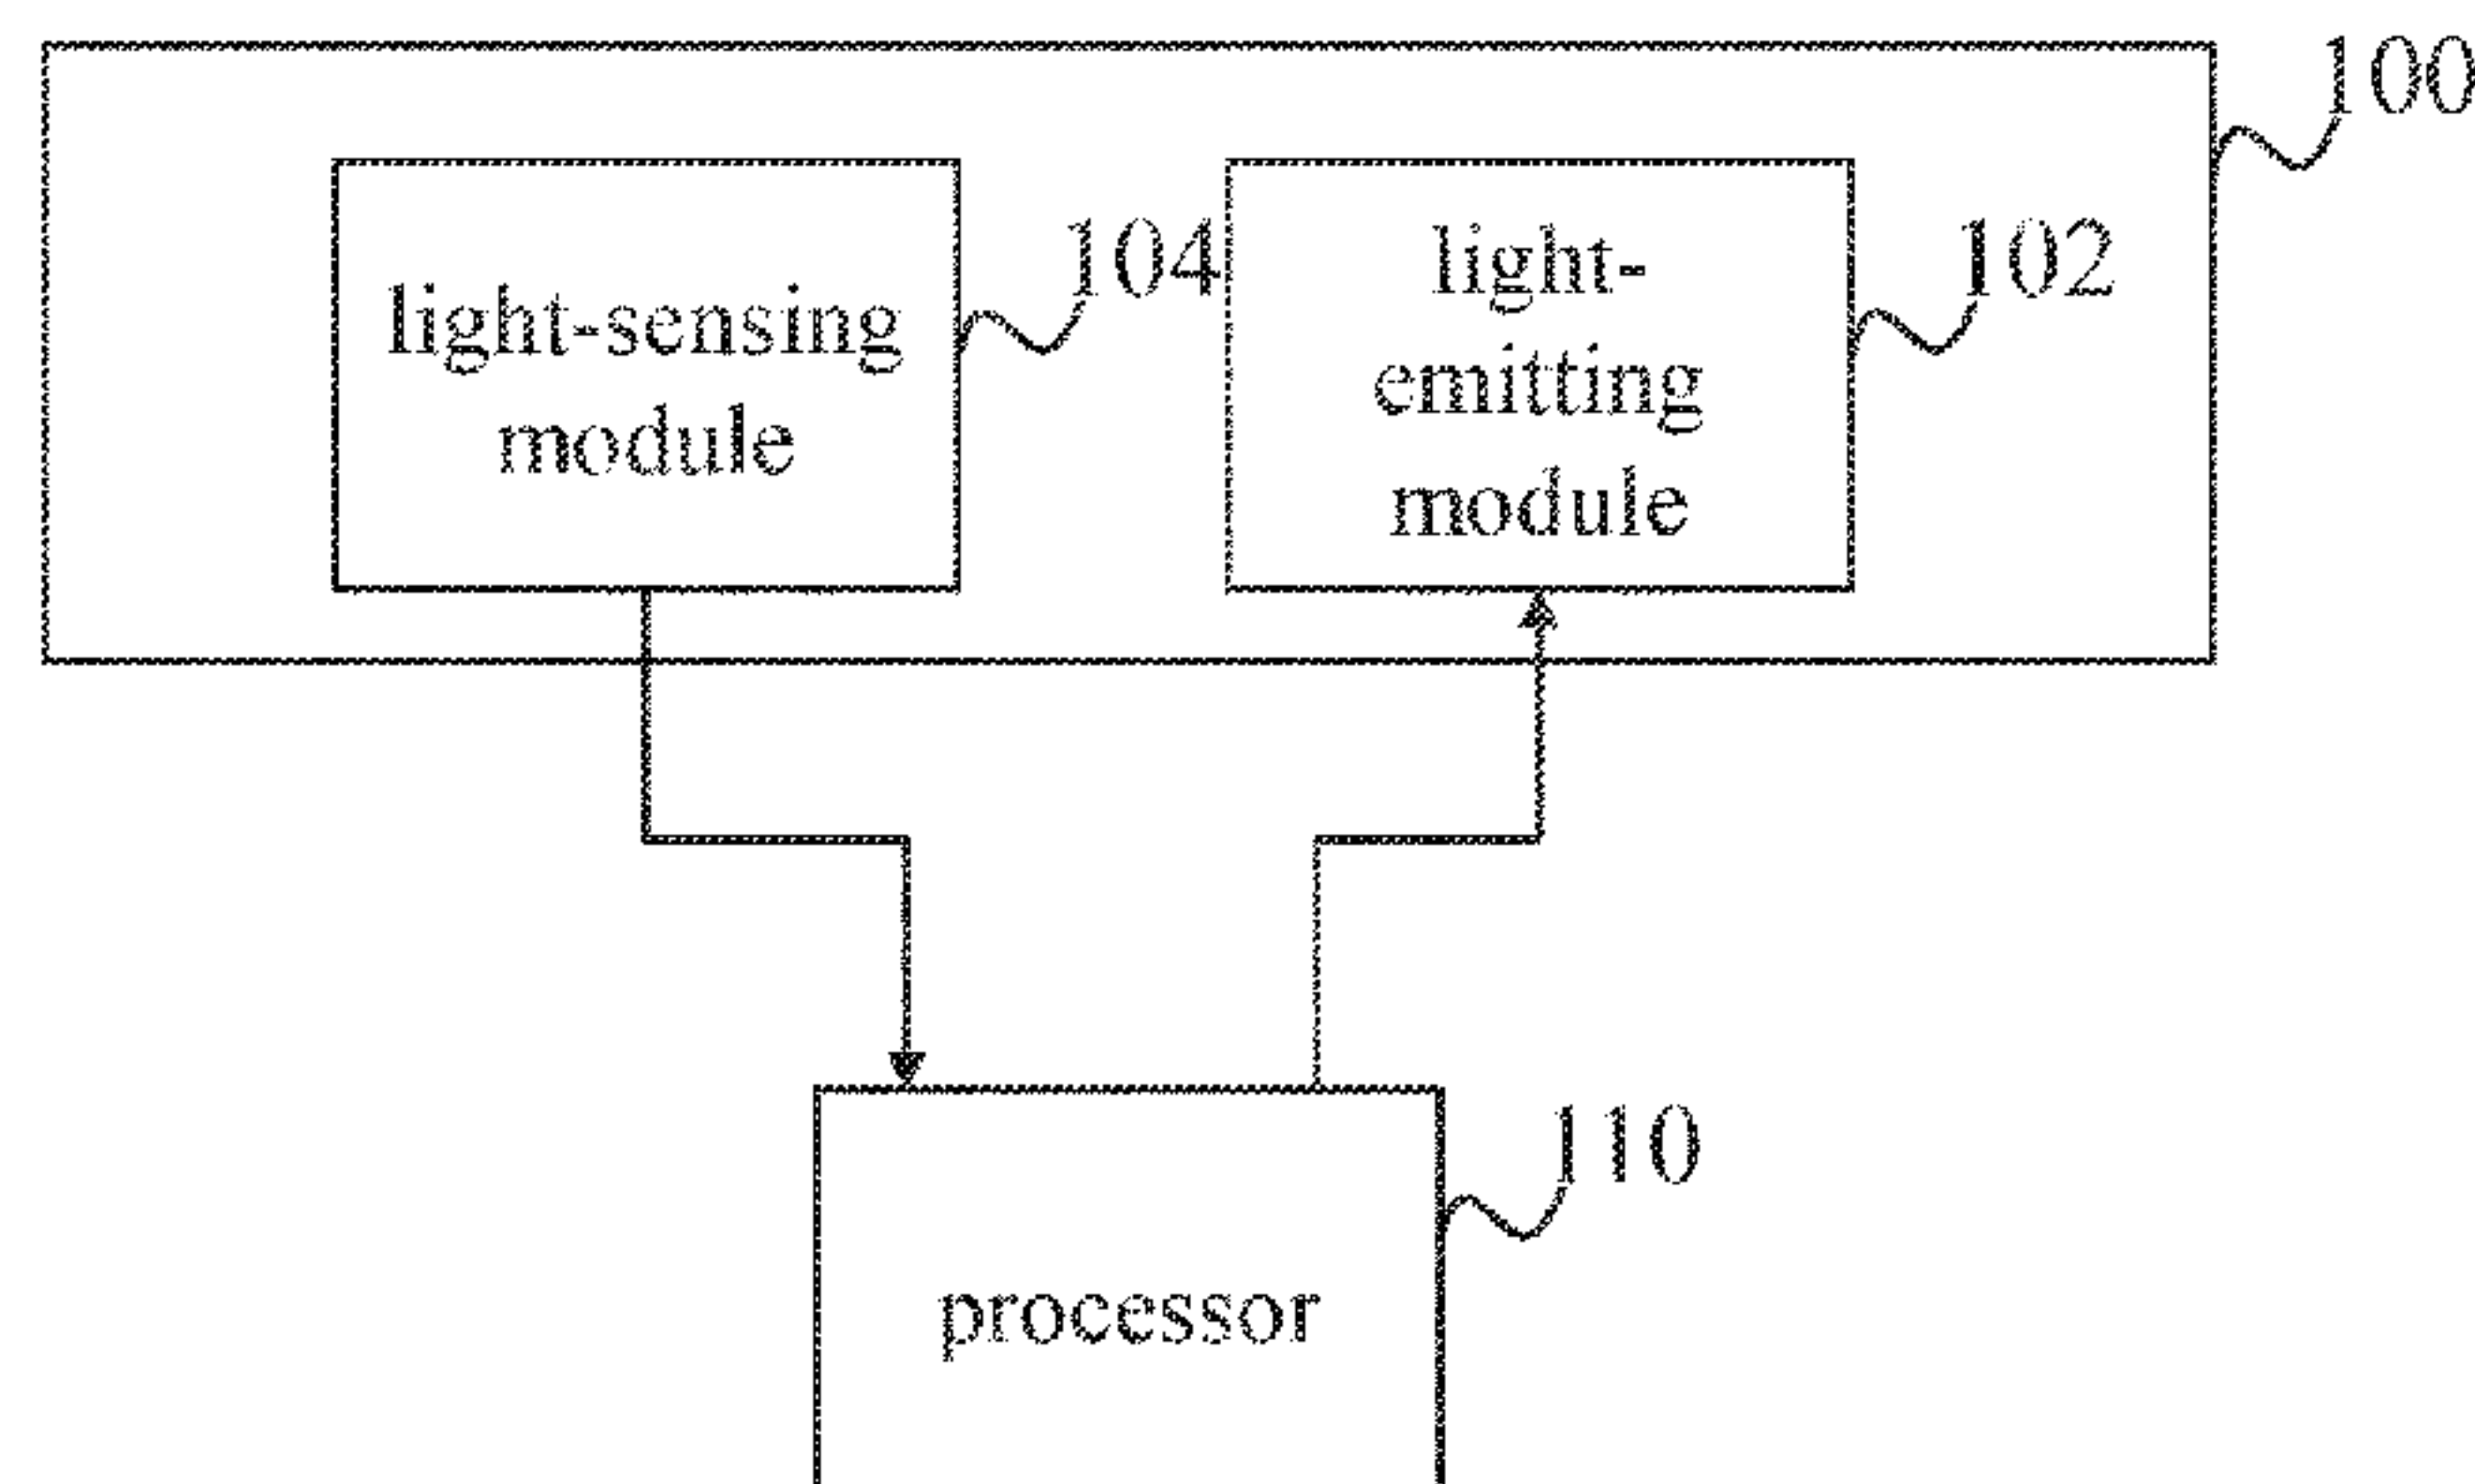 100
104
102
light-sensing
module
light-
emitting
module
110
processor